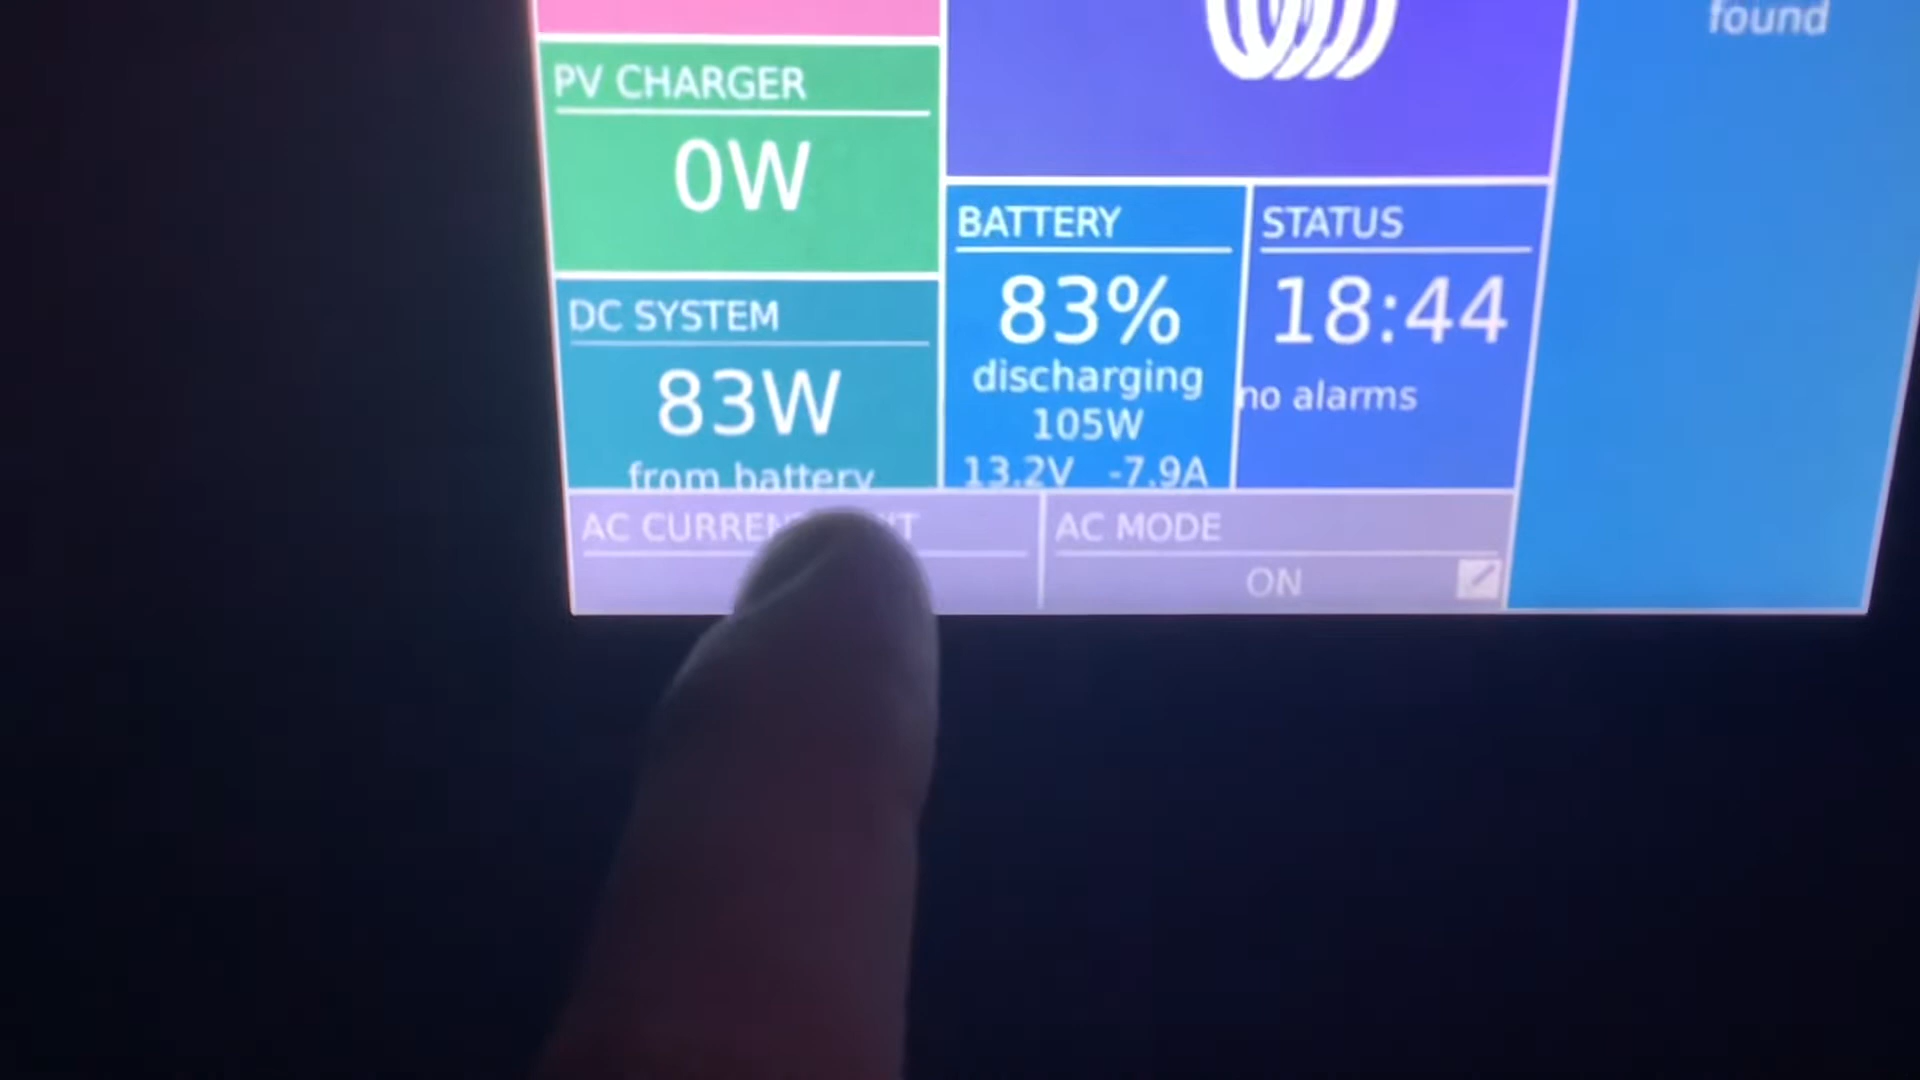 found
PV CHARGER
0W
DC SYSTEM
83W
from battery
BATTERY
83%
discharging
105W
13.2V -7.9A
STATUS
18:44
no alarms
AC
AC MODE
ON